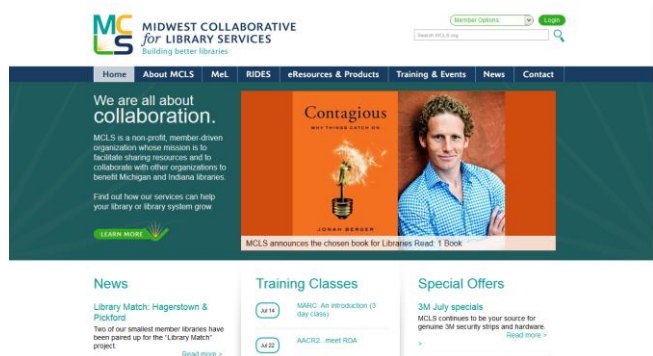 MCLS
MIDWEST COLLABORATIVE
for LIBRARY SERVICES
Building better libraries
Member Options:
Login
Search MCLS.org
Home
About MCLS
MeL
RIDES
eResources & Products
Training & Events
News
Contact
We are all about
collaboration.
MCLS is a non-profit, member-driven
organization whose mission is to
facilitate sharing resources and to
collaborate with other organizations to
benefit Michigan and Indiana libraries.
Find out how our services can help
your library or library system grow.
LEARN MORE
Contagious
WHY THINGS CATCH ON
JONAH BERGER
MCLS announces the chosen book for Libraries Read: 1 Book
News
Library Match: Hagerstown &
Pickford
Two of our smallest member libraries have
been paired up for the "Library Match"
project.
Read more >
Training Classes
Jul 14
MARC: An Introduction (3
day class)
Jul 22
AACR2...meet RDA
Special Offers
3M July specials
MCLS continues to be your source for
genuine 3M security strips and hardware.
Read more >
>